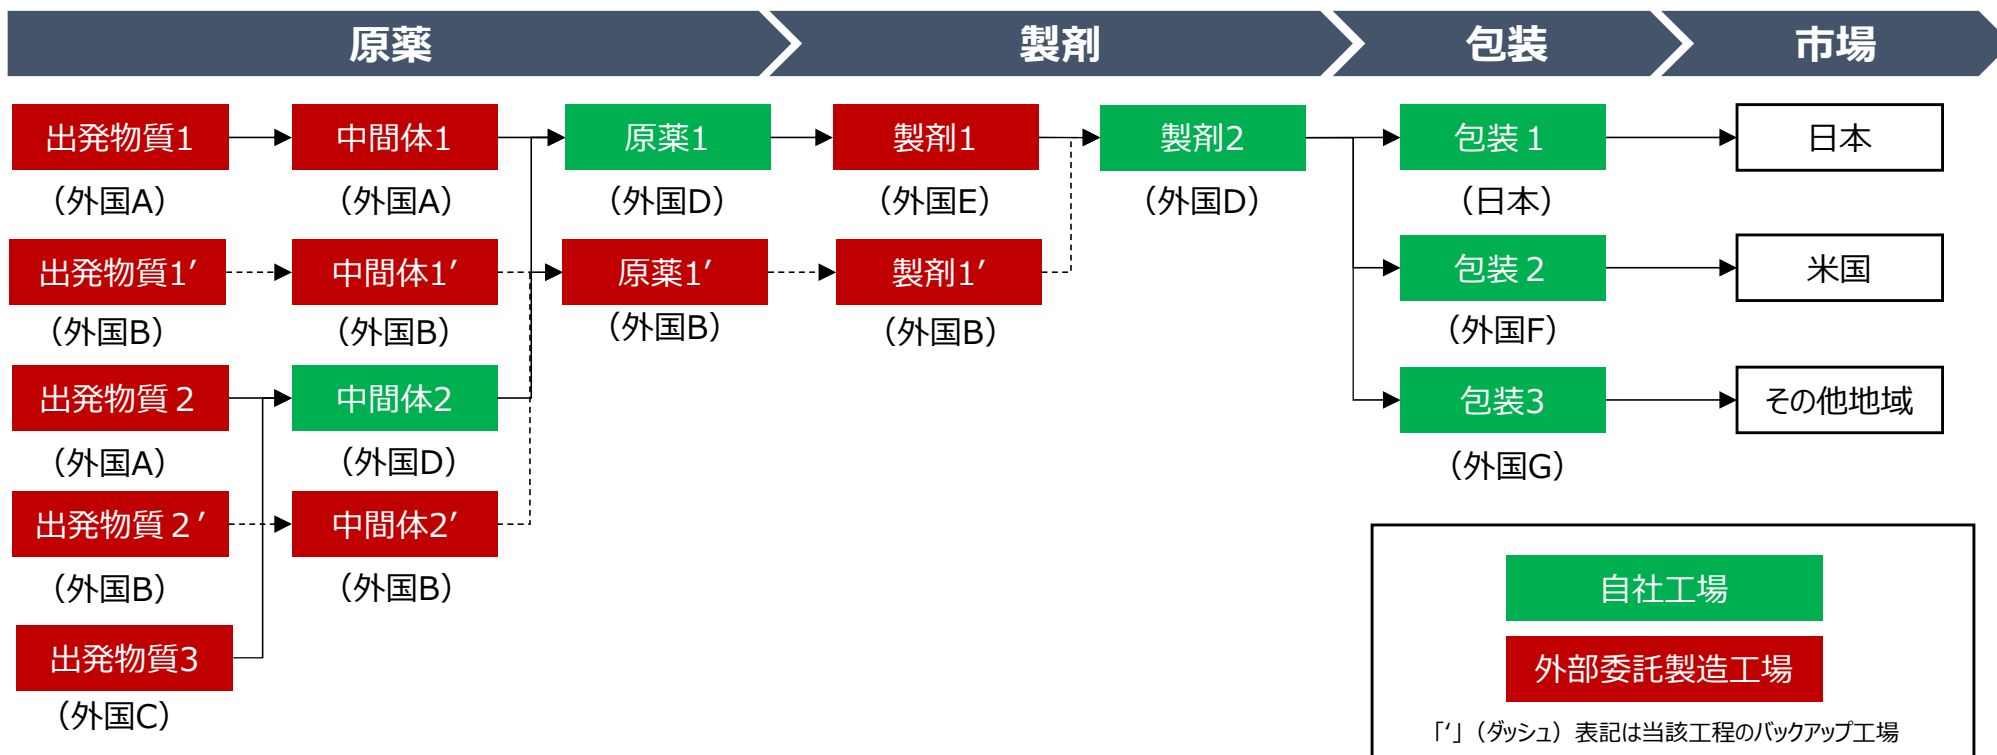 原薬
製剤
包装
市場
出発物質1
中間体1
原薬1
製剤1
製剤2
包装１
日本
（外国A）
（外国A）
（外国D）
（外国E）
（外国D）
（日本）
出発物質1′
中間体1′
原薬1′
製剤1′
包装２
米国
（外国B）
（外国B）
（外国B）
（外国B）
（外国F）
出発物質２
中間体2
包装3
その他地域
（外国A）
（外国D）
（外国G）
出発物質２′
中間体2′
（外国B）
（外国B）
出発物質3
（外国C）
自社工場
外部委託製造工場
「‘」（ダッシュ）表記は当該工程のバックアップ工場